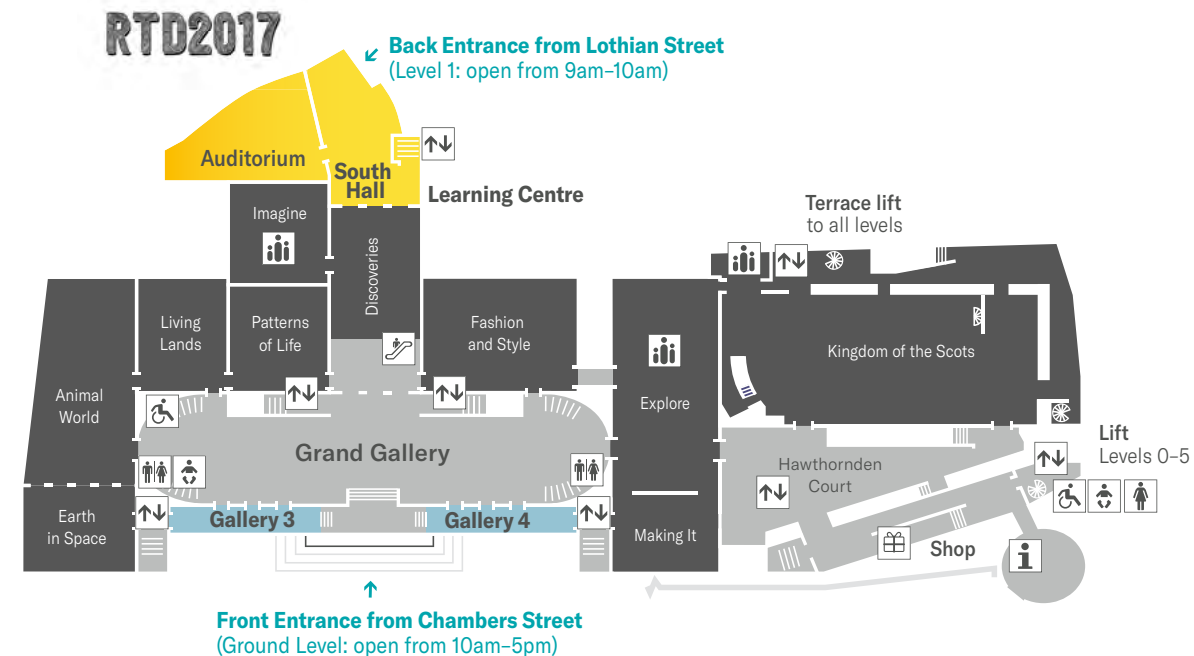 RTD2017
Back Entrance from Lothian Street
(Level 1: open from 9am–10am)
Auditorium
South
Hall
Learning Centre
Imagine
Discoveries
Terrace lift
to all levels
Living
Lands
Patterns
of Life
Fashion
and Style
Kingdom of the Scots
Animal
World
Explore
Grand Gallery
Lift
Levels 0–5
Hawthornden
Court
Earth
in Space
Gallery 3
Gallery 4
Making It
Shop
i
Front Entrance from Chambers Street
(Ground Level: open from 10am–5pm)